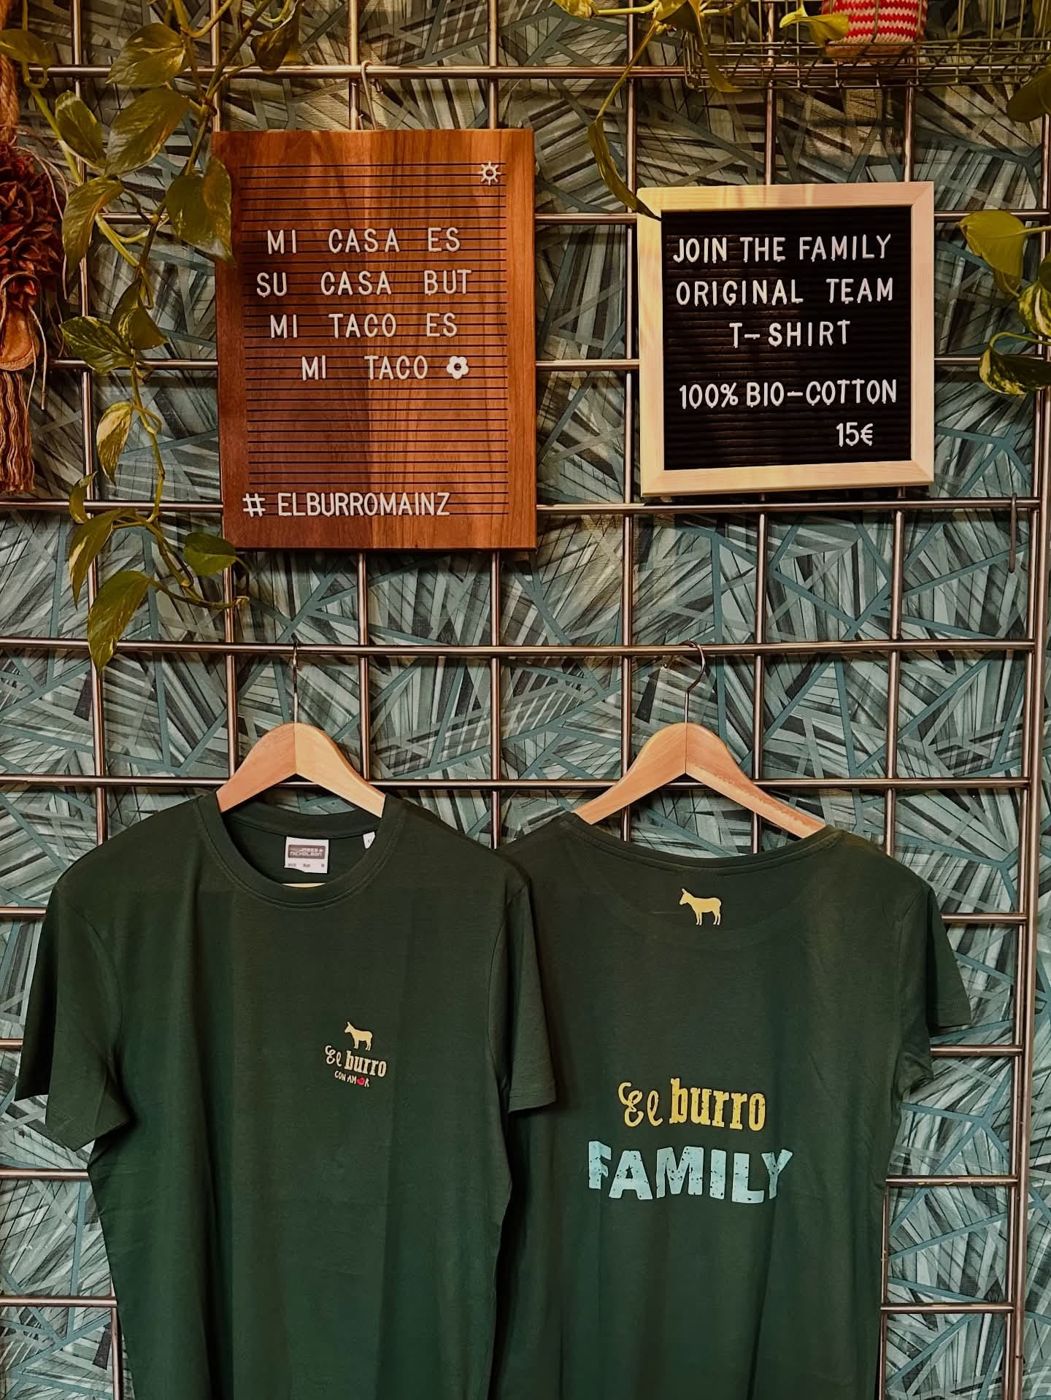 MI CASA ES
SU CASA BUT
MI TACO ES
MI TACO
# ELBURROMAINZ
JOIN THE FAMILY
ORIGINAL TEAM
T-SHIRT
100% BIO-COTTON
15€
El burro
CON AMOR
El burro
FAMILY